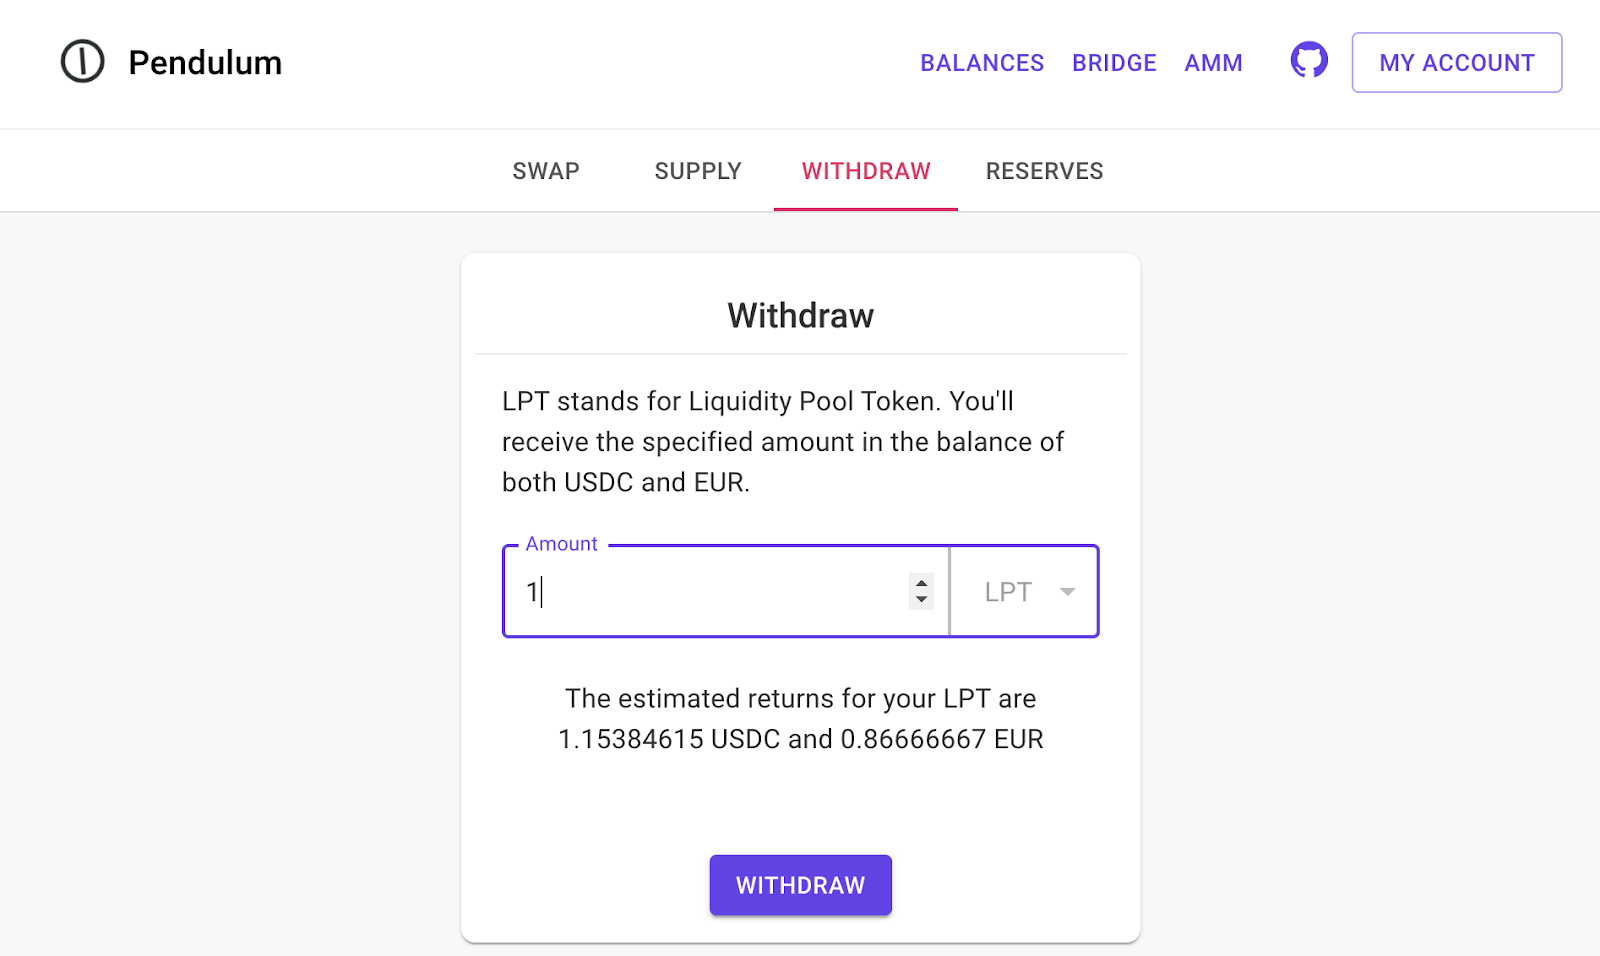 Pendulum
BALANCES BRIDGE AMM MY ACCOUNT
SWAP SUPPLY WITHDRAW RESERVES
Withdraw
LPT stands for Liquidity Pool Token. You'll
receive the specified amount in the balance of
both USDC and EUR.
Amount
1 LPT
The estimated returns for your LPT are
1.15384615 USDC and 0.86666667 EUR
WITHDRAW